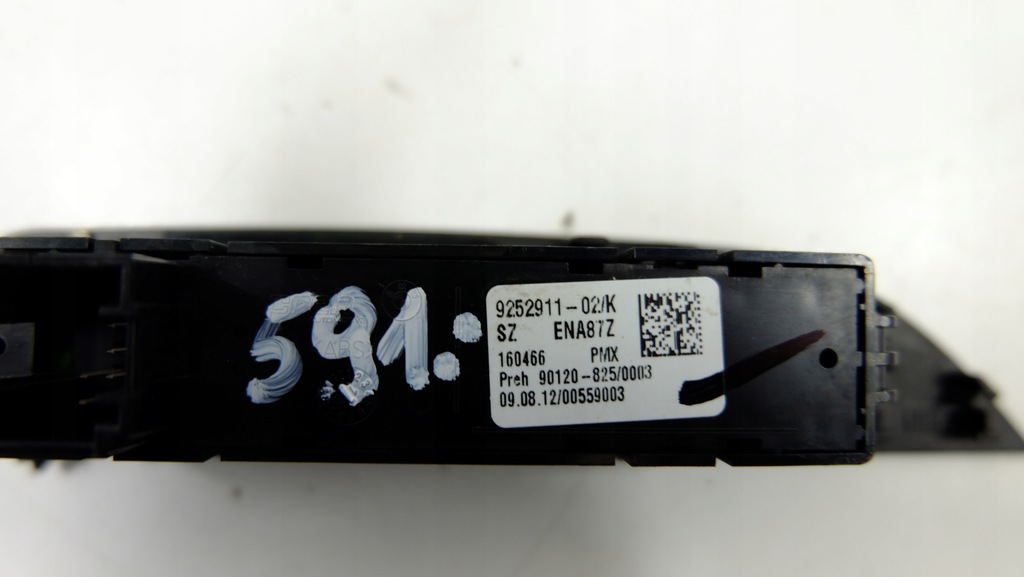 591.
9252911-02/K
SZ ENA87Z
160466 PMX
Preh 90120-825/0003
09.08.12/00559003